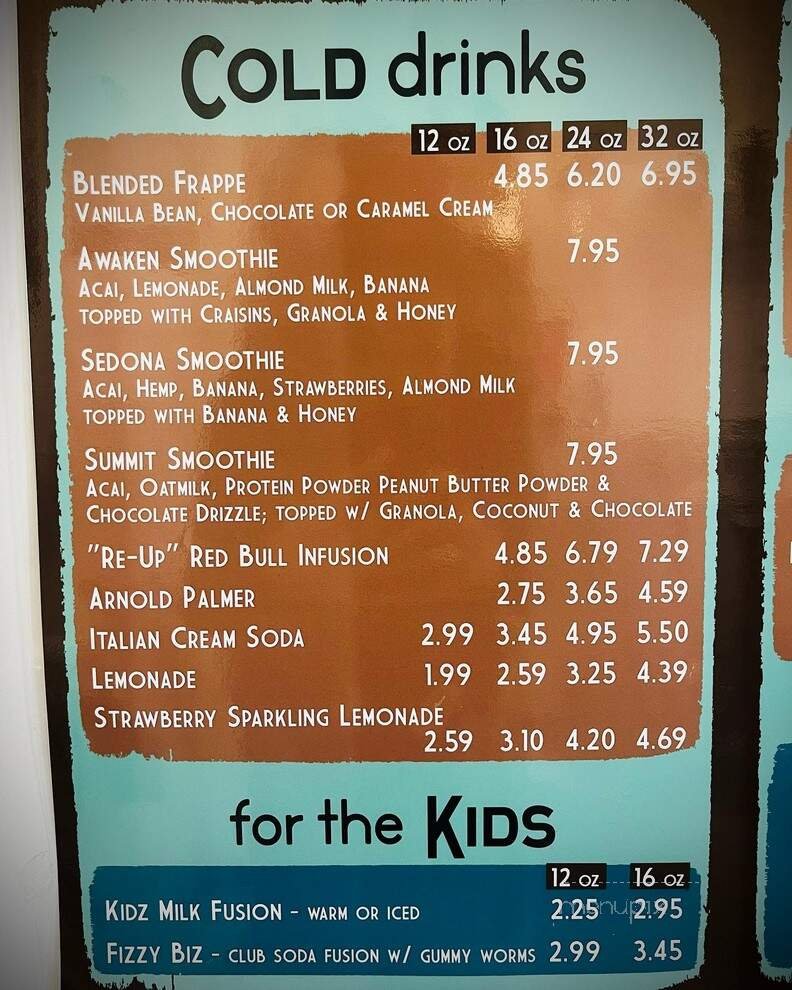 COLD drinks
12 oz 16 oz 24 oz 32 oz
BLENDED FRAPPE 4.85 6.20 6.95
VANILLA BEAN, CHOCOLATE OR CARAMEL CREAM
AWAKEN SMOOTHIE 7.95
ACAI, LEMONADE, ALMOND MILK, BANANA
TOPPED WITH CRAISINS, GRANOLA & HONEY
SEDONA SMOOTHIE 7.95
ACAI, HEMP, BANANA, STRAWBERRIES, ALMOND MILK
TOPPED WITH BANANA & HONEY
SUMMIT SMOOTHIE 7.95
ACAI, OATMILK, PROTEIN POWDER PEANUT BUTTER POWDER &
CHOCOLATE DRIZZLE; TOPPED W/ GRANOLA, COCONUT & CHOCOLATE
"RE-UP" RED BULL INFUSION 4.85 6.79 7.29
ARNOLD PALMER 2.75 3.65 4.59
ITALIAN CREAM SODA 2.99 3.45 4.95 5.50
LEMONADE 1.99 2.59 3.25 4.39
STRAWBERRY SPARKLING LEMONADE
2.59 3.10 4.20 4.69
for the KIDS
12 oz 16 oz
KIDZ MILK FUSION - WARM OR ICED 2.25 2.95
FIZZY BIZ - CLUB SODA FUSION W/ GUMMY WORMS 2.99 3.45